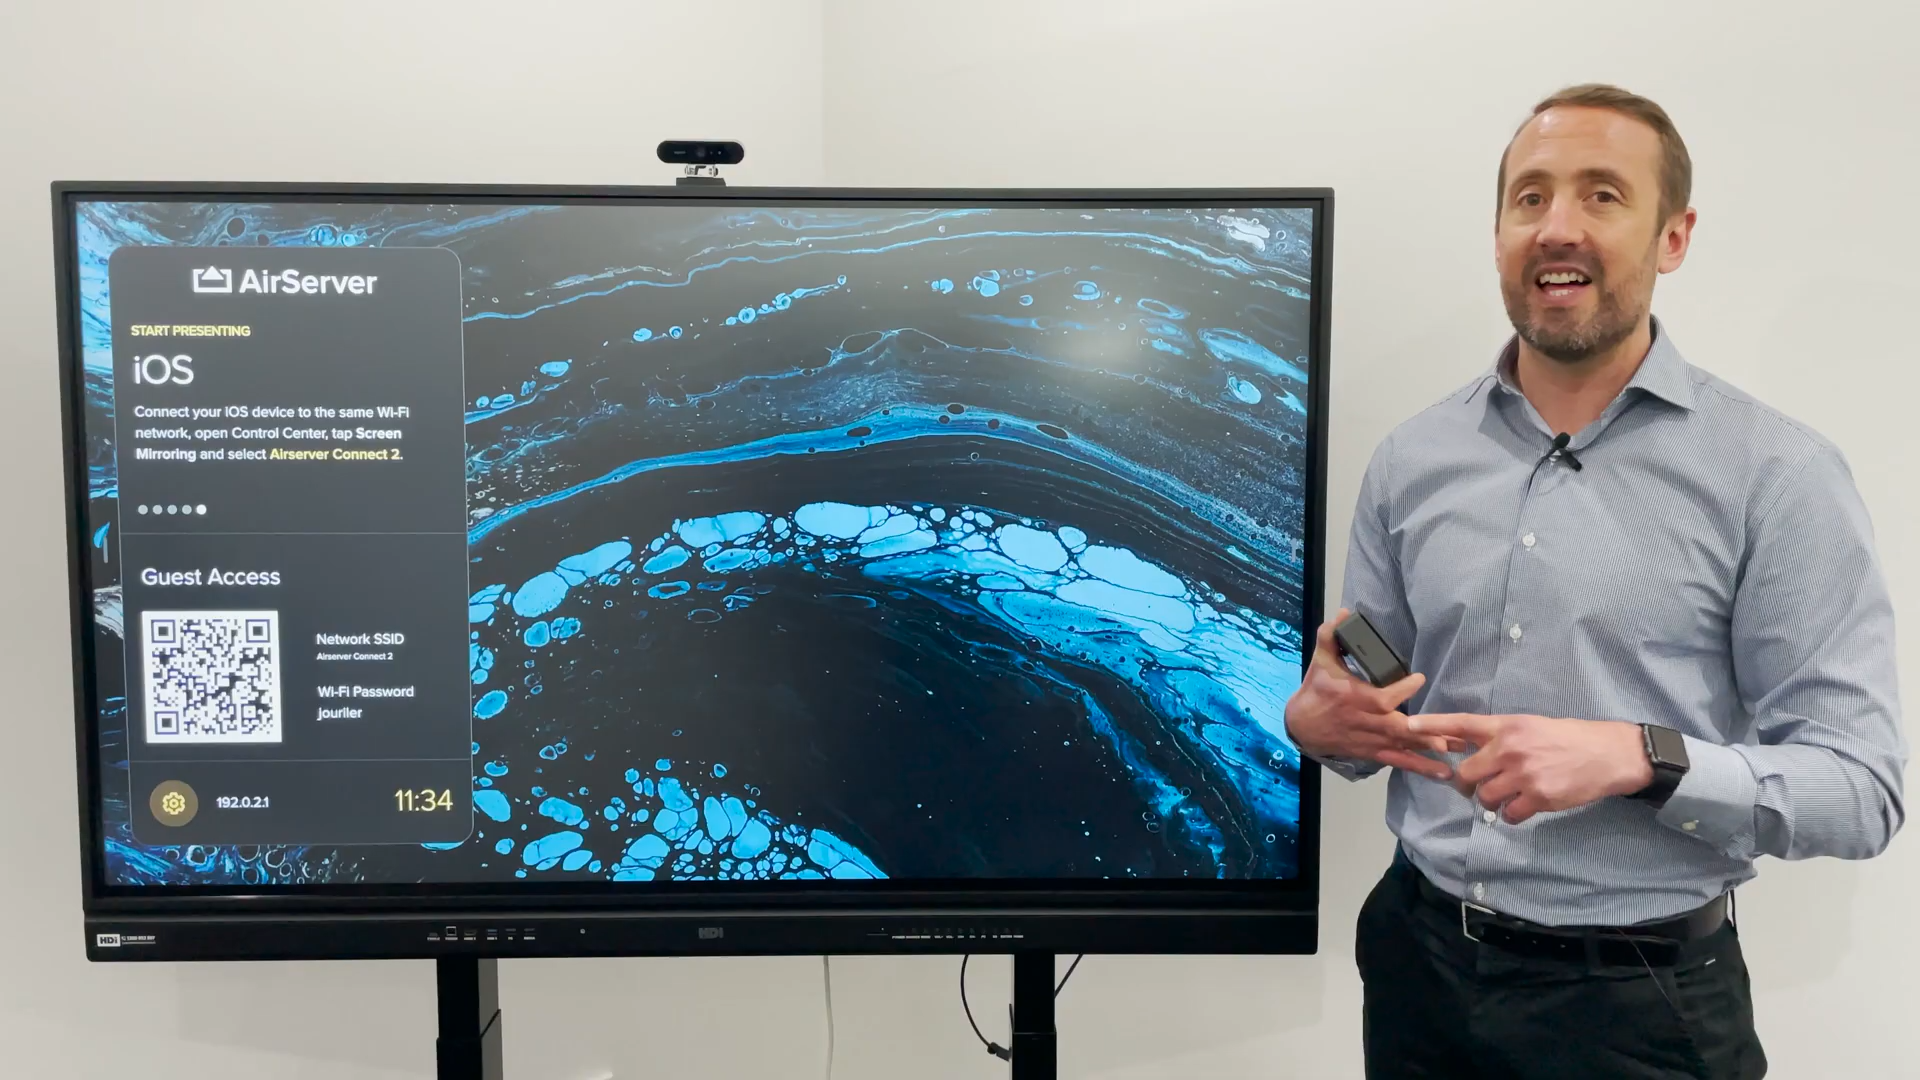 AirServer
START PRESENTING
iOS
Connect your iOS device to the same Wi-Fi
network, open Control Center, tap Screen
Mirroring and select Airserver Connect 2.
Guest Access
Network SSID
Airserver Connect 2
Wi-Fi Password
jourller
192.0.2.1
11:34
HDi
HDi